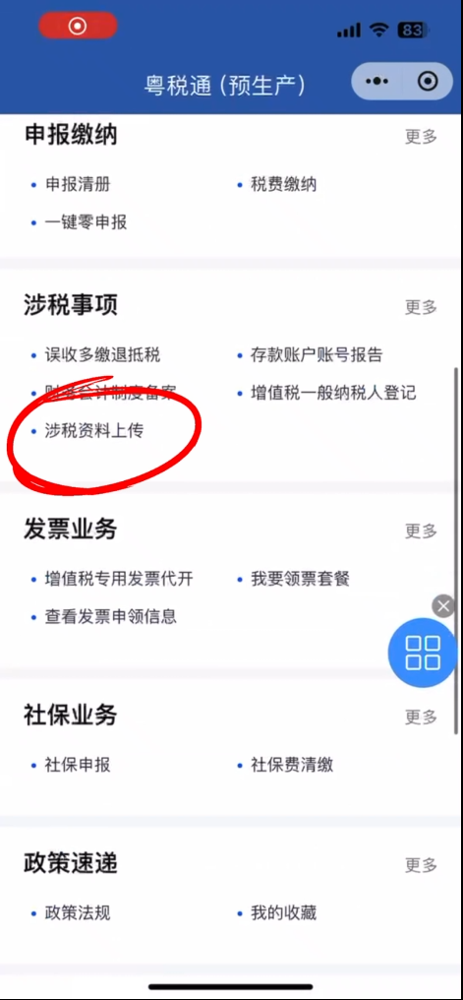 83
粤税通（预生产）
申报缴纳 更多
申报清册 税费缴纳
一键零申报
涉税事项 更多
误收多缴退抵税 存款账户账号报告
财务会计制度备案 增值税一般纳税人登记
涉税资料上传
发票业务 更多
增值税专用发票代开 我要领票套餐
查看发票申领信息
社保业务 更多
社保申报 社保费清缴
政策速递 更多
政策法规 我的收藏